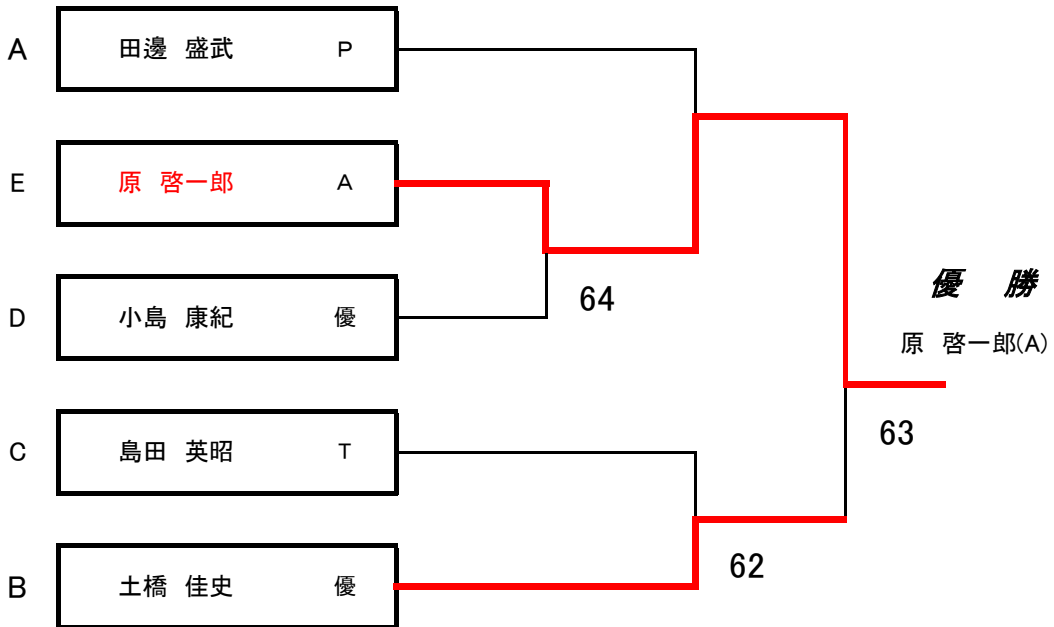 A 田邊 盛武 P
E 原 啓一郎 A
64
D 小島 康紀 優
優 勝
原 啓一郎(A)
63
C 島田 英昭 T
62
B 土橋 佳史 優